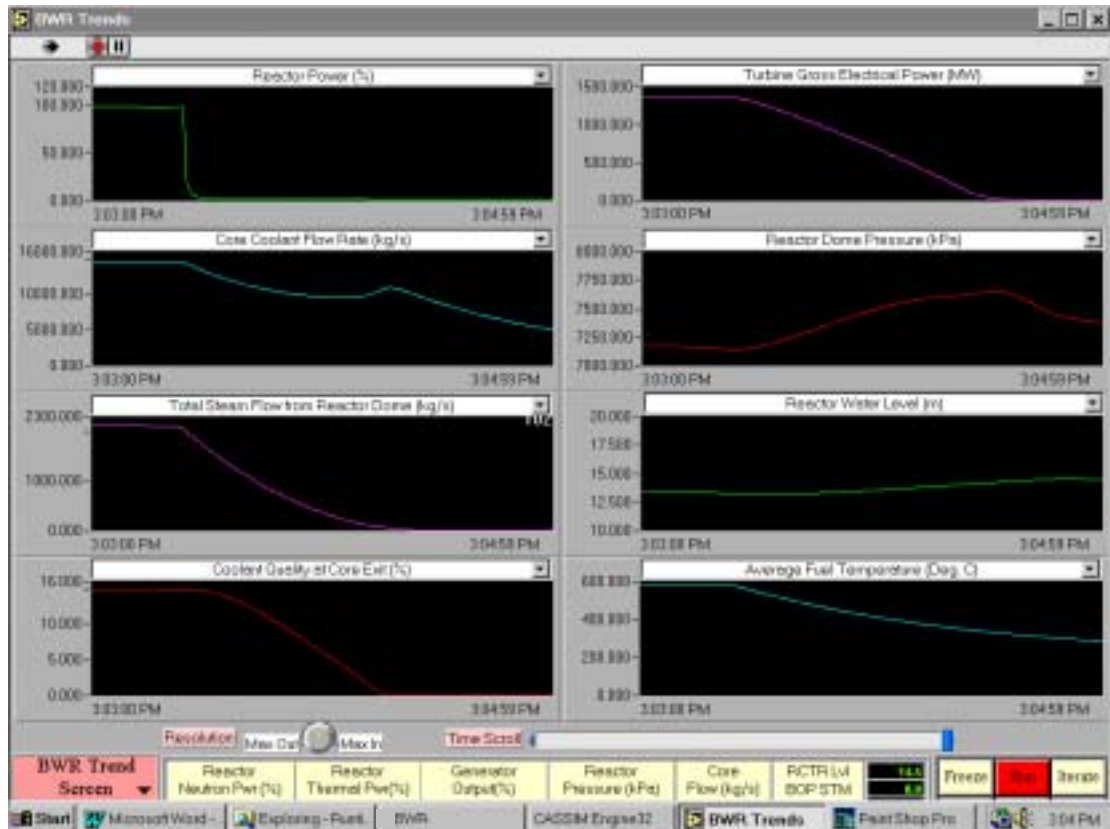 BWR Trends
Reactor Power (%)
120.000
100.000
50.000
0.000
3:03:00 PM
3:04:59 PM
Turbine Gross Electrical Power (MW)
1500.000
1000.000
500.000
0.000
3:03:00 PM
3:04:59 PM
Core Coolant Flow Rate (kg/s)
16000.000
10000.000
5000.000
0.000
3:03:00 PM
3:04:59 PM
Reactor Dome Pressure (kPa)
8000.000
7750.000
7500.000
7250.000
7000.000
3:03:00 PM
3:04:59 PM
Total Steam Flow from Reactor Dome (kg/s)
1000.000
0.000
3:03:00 PM
3:04:59 PM
Reactor Water Level (m)
20.000
17.500
15.000
12.500
10.000
3:03:00 PM
3:04:59 PM
Coolant Quality at Core Exit (%)
16.000
10.000
5.000
0.000
3:03:00 PM
3:04:59 PM
Average Fuel Temperature (Deg. C)
600.000
400.000
200.000
0.000
3:03:00 PM
3:04:59 PM
Resolution Max Out Max In Time Scroll
BWR Trend
Screen
Reactor
Neutron Pwr (%)
Reactor
Thermal Pwr(%)
Generator
Output(%)
Reactor
Pressure (kPa)
Core
Flow (kg/s)
RCTR Lvl
BOP STM
Freeze Run Iterate
Start Microsoft Word - Exploring - BWR CASSIM Engine32 BWR Trends Paint Shop Pro 3:04 PM